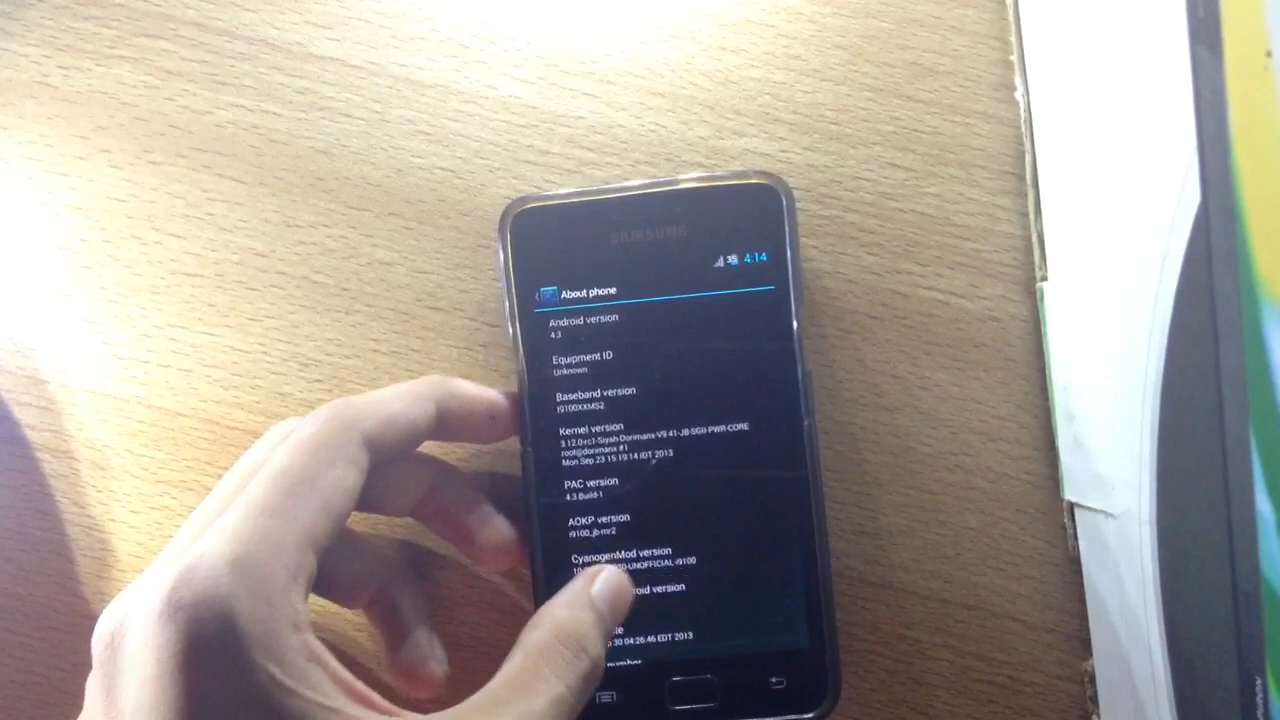 SAMSUNG
35 4:14
About phone
Android version
4.3
Equipment ID
Unknown
Baseband version
I9100XXMS2
Kernel version
3.12.0-rc1-Siyah-Dorimanx-V9.41-JB-SGII-PWR-CORE
root@dorimanx #1
Mon Sep 23 15:19:14 IDT 2013
PAC version
4.3.Build-1
AOKP version
i9100_jb-mr2
CyanogenMod version
-UNOFFICIAL-i9100
version
30 04:26:46 EDT 2013
number